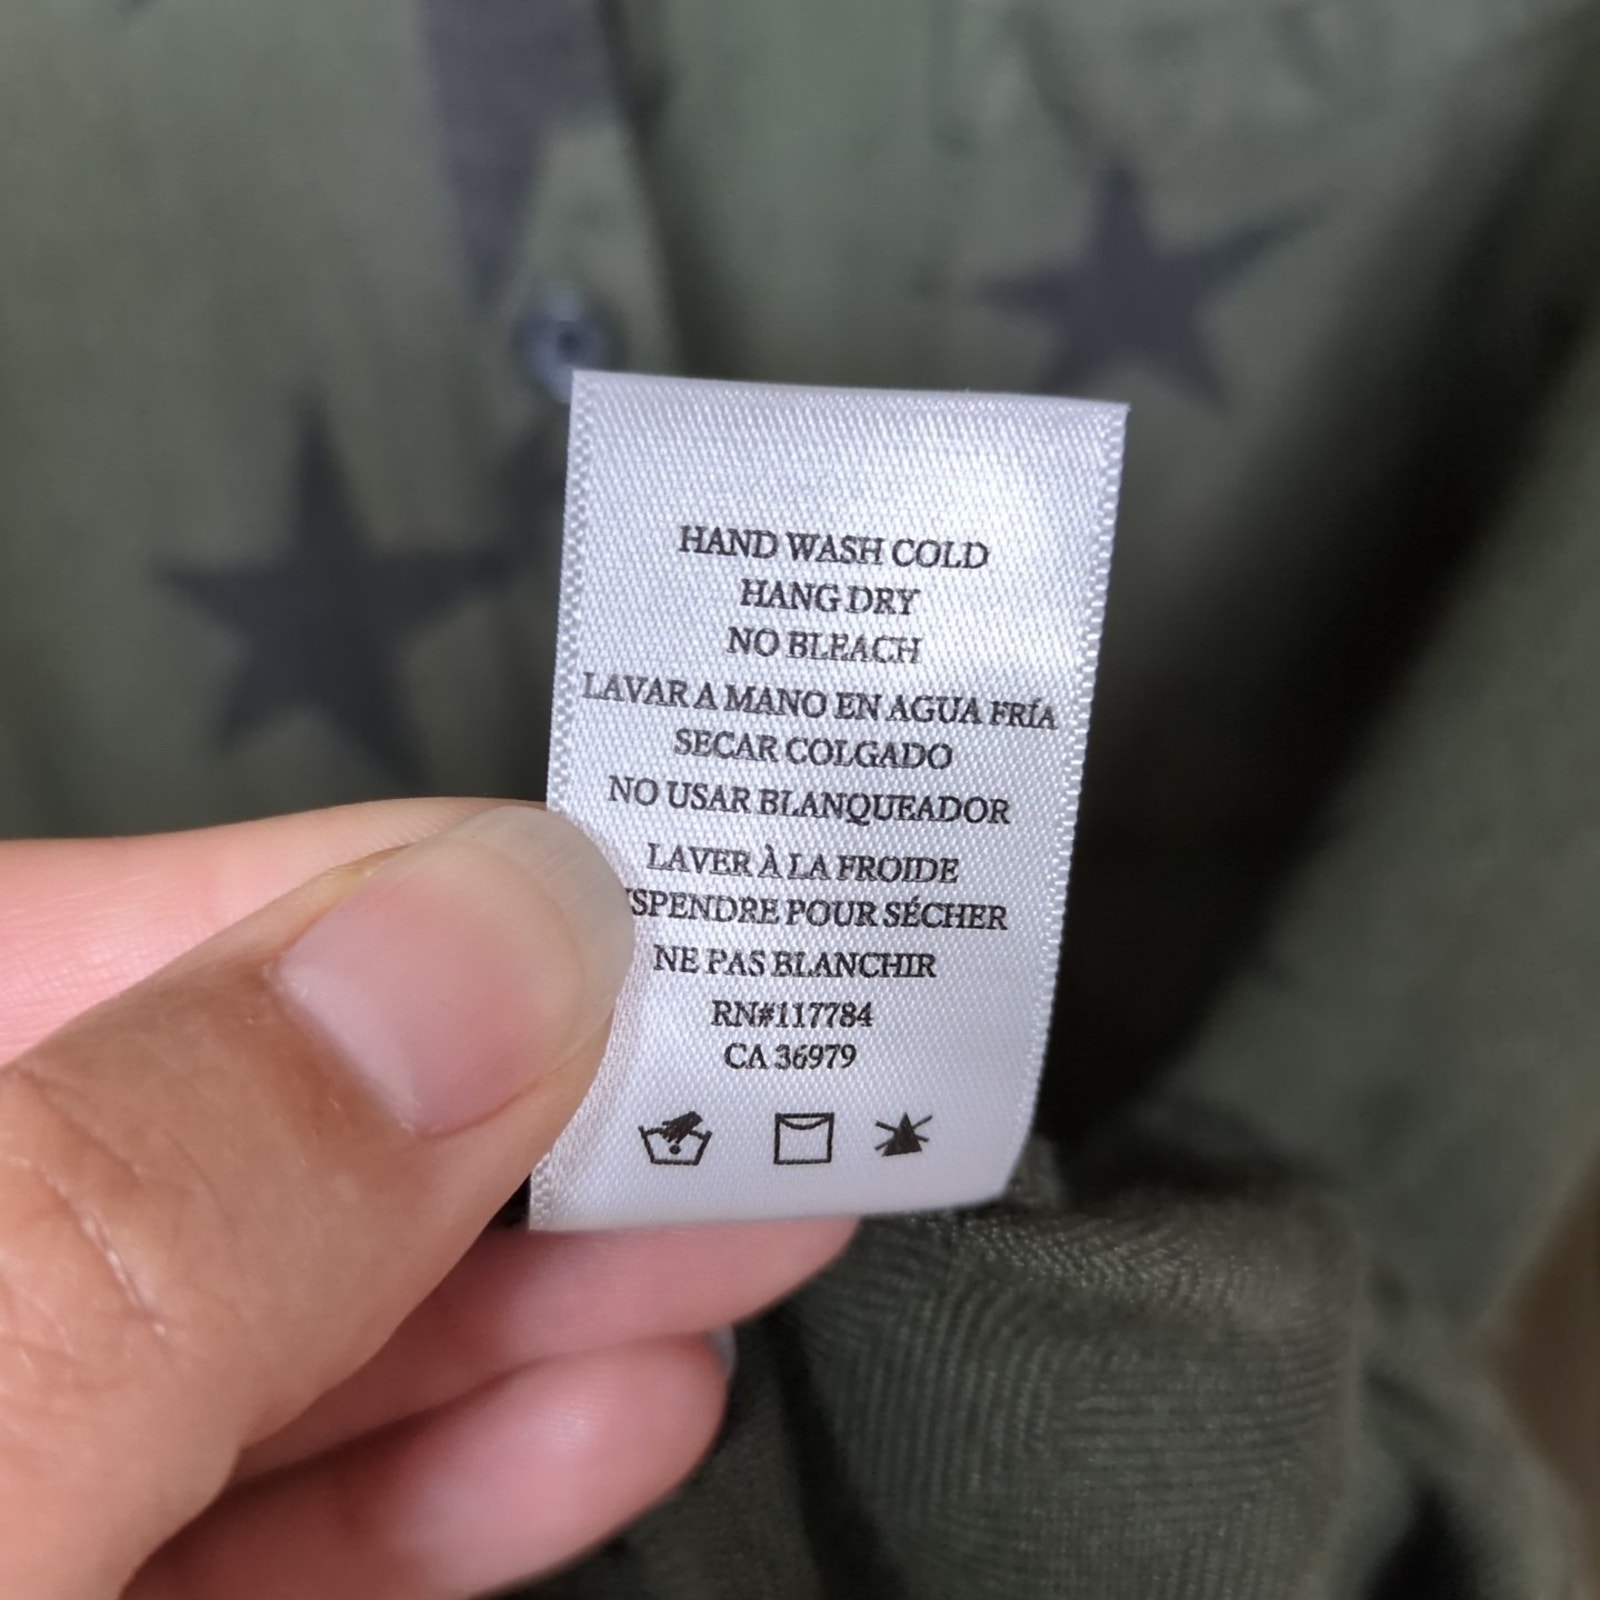 HAND WASH COLD
HANG DRY
NO BLEACH
LAVAR A MANO EN AGUA FRÍA
SECAR COLGADO
NO USAR BLANQUEADOR
LAVER À LA FROIDE
SPENDRE POUR SÉCHER
NE PAS BLANCHIR
RN#117784
CA 36979